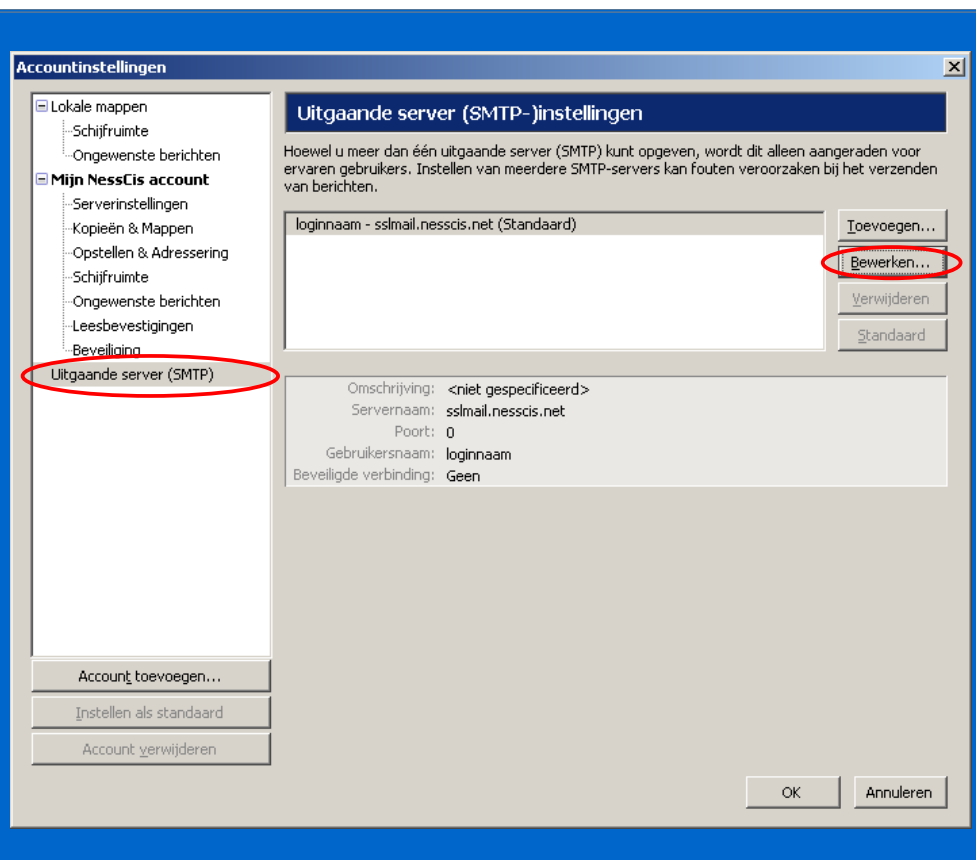 Accountinstellingen
Lokale mappen
Schijfruimte
Ongewenste berichten
Mijn NessCis account
Serverinstellingen
Kopieën & Mappen
Opstellen & Adressering
Schijfruimte
Ongewenste berichten
Leesbevestigingen
Beveiliging
Uitgaande server (SMTP)
Account toevoegen...
Instellen als standaard
Account verwijderen
Uitgaande server (SMTP-)instellingen
Hoewel u meer dan één uitgaande server (SMTP) kunt opgeven, wordt dit alleen aangeraden voor
ervaren gebruikers. Instellen van meerdere SMTP-servers kan fouten veroorzaken bij het verzenden
van berichten.
loginnaam - sslmail.nesscis.net (Standaard)
Toevoegen...
Bewerken...
Verwijderen
Standaard
Omschrijving: <niet gespecificeerd>
Servernaam: sslmail.nesscis.net
Poort: 0
Gebruikersnaam: loginnaam
Beveiligde verbinding: Geen
OK
Annuleren